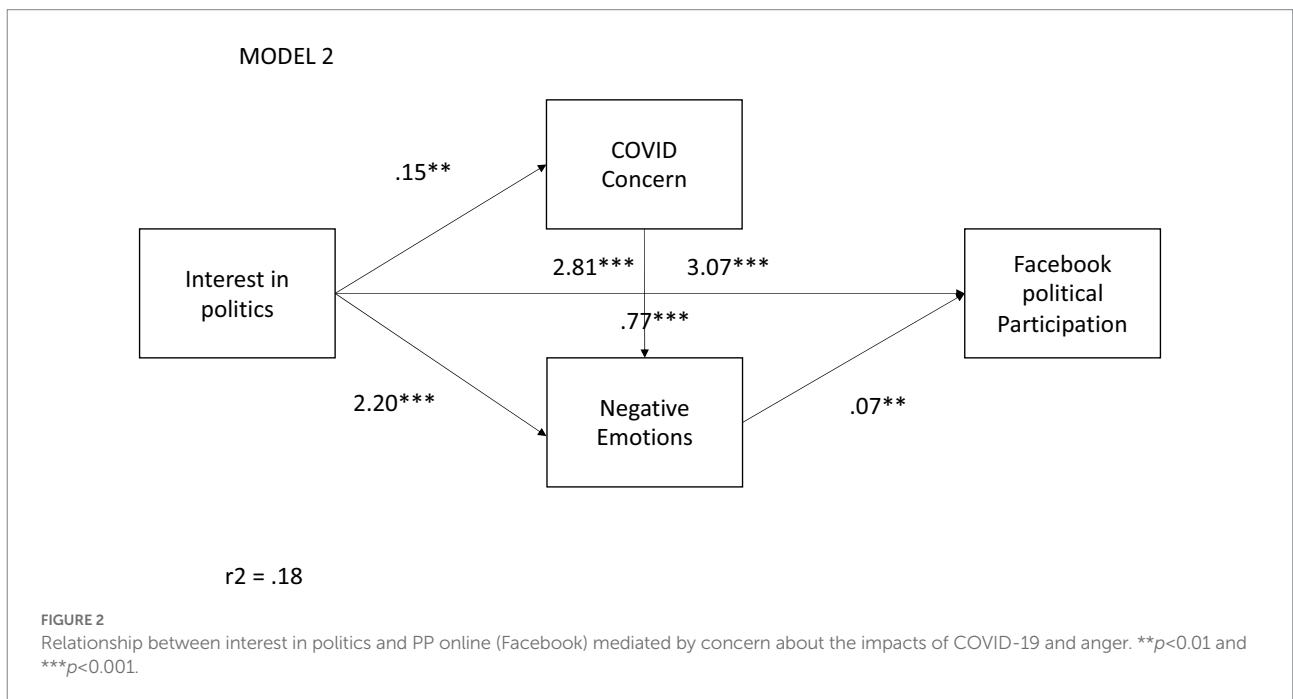 MODEL 2
COVID
Concern
.15**
Interest in
politics
2.81***
3.07***
.77***
Facebook
political
Participation
2.20***
Negative
Emotions
.07**
r2 = .18
FIGURE 2
Relationship between interest in politics and PP online (Facebook) mediated by concern about the impacts of COVID-19 and anger. **p<0.01 and
***p<0.001.